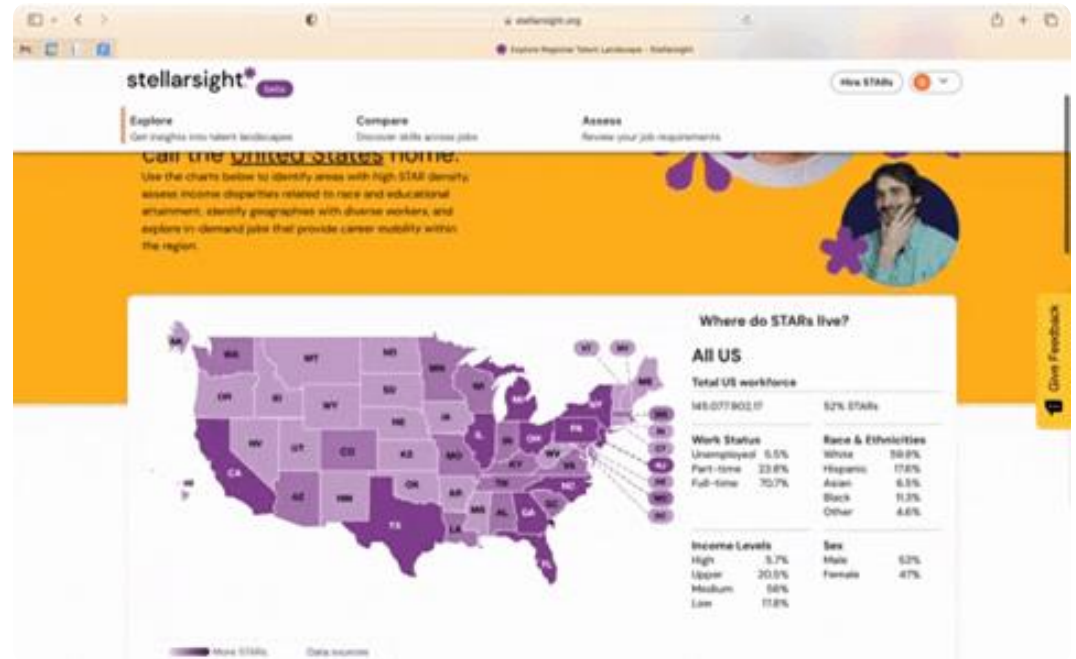 stellarsight.org
Explore Regional Talent Landscape - Stellarsight
stellarsight*
beta
Hire STARs
Explore
Get insights into talent landscapes
Compare
Discover skills across jobs
Assess
Review your job requirements
call the United States home.
Use the charts below to identify areas with high STAR density,
assess income disparities related to race and educational
attainment, identify geographies with diverse workers, and
explore in-demand jobs that provide career mobility within
the region.
Give Feedback
Where do STARs live?
All US
Total US workforce
145,077,802.17
52% STARs
Work Status
Unemployed 5.5%
Part-time 23.8%
Full-time 70.7%
Race & Ethnicities
White 59.9%
Hispanic 17.6%
Asian 6.5%
Black 11.3%
Other 4.6%
Income Levels
High 5.7%
Upper 20.5%
Medium 56%
Low 17.8%
Sex
Male 53%
Female 47%
AK
WA
MT
ND
MN
VT
NH
ME
OR
ID
SD
WI
MI
NY
WY
IA
NE
PA
NV
UT
CO
IL
IN
OH
KS
MO
KY
WV
VA
CT
NJ
CA
AZ
NM
OK
AR
TN
NC
SC
DC
TX
LA
MS
AL
GA
FL
HI
More STARs
Data sources